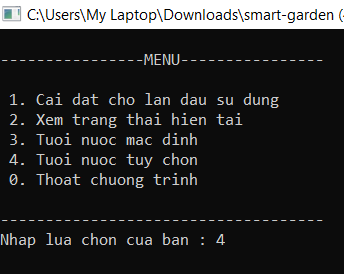 C:\Users\My Laptop\Downloads\smart-garden (
----------------MENU----------------
1. Cai dat cho lan dau su dung
2. Xem trang thai hien tai
3. Tuoi nuoc mac dinh
4. Tuoi nuoc tuy chon
0. Thoat chuong trinh
------------------------------------
Nhap lua chon cua ban : 4